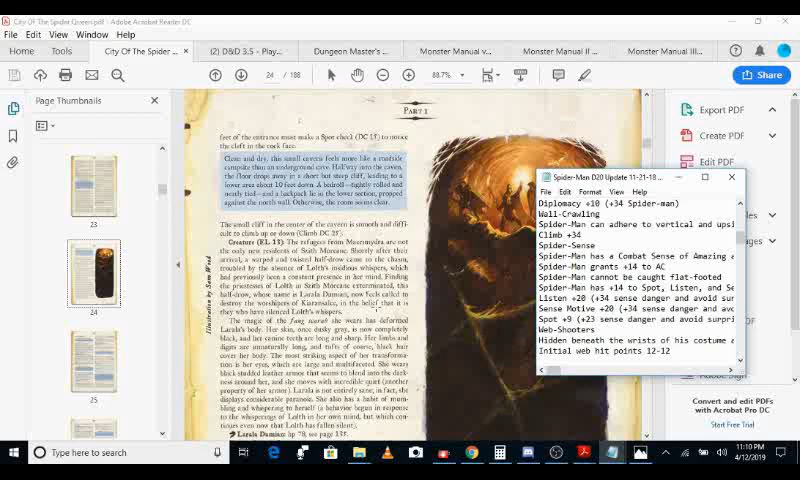 City Of The Spider Queen.pdf - Adobe Acrobat Reader DC
File Edit View Window Help
Home Tools City Of The Spider ... × (2) D&D 3.5 - Play... Dungeon Master's... Monster Manual v... Monster Manual II ... Monster Manual III...
24 / 188 88.7% Share
Page Thumbnails ×
23
24
25
PART 1
feet of the entrance must make a Spot check (DC 15) to notice
the cleft in the rock face.
Clean and dry, this small cavern feels more like a roadside
campsite than an underground cave. Halfway into the cavern,
the floor drops away in a short but steep cliff, leading to a
lower area about 10 feet down. A bedroll—tightly rolled and
neatly tied—and a backpack lie in the lower section, propped
against the north wall. Otherwise, the room seems clear.
The small cliff in the center of the cavern is smooth and diffi-
cult to climb up or down (Climb DC 25).
Creature (EL 13): The refugees from Maermydra are not
the only new residents of Szith Morcane. Shortly after their
arrival, a warped and twisted half-drow came to the chasm,
troubled by the absence of Lolth's insidious whispers, which
had previously been a constant presence in her mind. Finding
the priestesses of Lolth in Szith Morcane exterminated, this
half-drow, whose name is Larala Damian, now feels called to
destroy the worshipers of Kiaransalee, in the belief that it is
they who have silenced Lolth's whispers.
The magic of the fang scarab she wears has deformed
Larala's body. Her skin, once dusky gray, is now completely
black, and her canine teeth are long and sharp. Her limbs and
digits are unnaturally long, and tufts of coarse, black hair
cover her body. The most striking aspect of her transforma-
tion is her eyes, which are large and multifaceted. She wears
black studded leather armor that seems to blend into the dark-
ness around her, and she moves with incredible quiet (another
property of her armor). Larala is not entirely sane; in fact, she
displays considerable paranoia. She also has a habit of mum-
bling and whispering to herself (a behavior begun in response
to the whisperings of Lolth in her own mind, but which con-
tinues even now that Lolth has fallen silent).
Larala Damian: hp 78, see page 135.
Illustration by Sam Wood
Spider-Man D20 Update 11-21-18
File Edit Format View Help
Diplomacy +10 (+34 Spider-man)
Wall-Crawling
Spider-Man can adhere to vertical and upsi
Climb +34
Spider-Sense
Spider-Man has a Combat Sense of Amazing a
Spider-Man grants +14 to AC
Spider-Man cannot be caught flat-footed
Spider-Man has +14 to Spot, Listen, and Se
Listen +20 (+34 sense danger and avoid sur
Sense Motive +20 (+34 sense danger and avo
Spot +9 (+23 sense danger and avoid surpri
Web-Shooters
Hidden beneath the wrists of his costume a
Initial web hit points 12-12
Export PDF
Create PDF
Edit PDF
Convert and edit PDFs
with Acrobat Pro DC
Start Free Trial
Type here to search
11:10 PM
4/12/2019